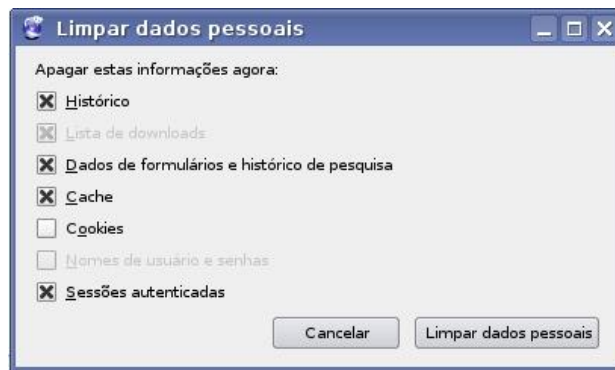 Limpar dados pessoais
Apagar estas informações agora:
Histórico
Lista de downloads
Dados de formulários e histórico de pesquisa
Cache
Cookies
Nomes de usuário e senhas
Sessões autenticadas
Cancelar Limpar dados pessoais